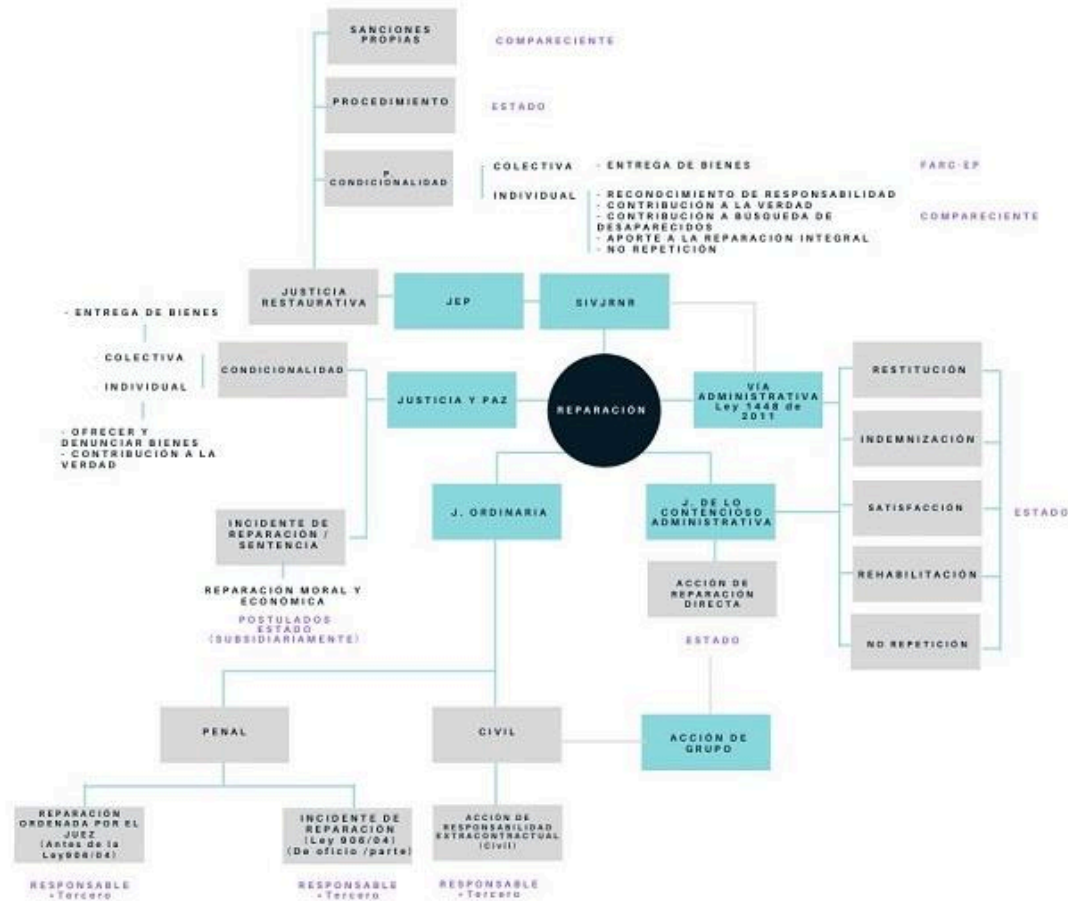 SANCIONES
PROPIAS
COMPARECIENTE
PROCEDIMIENTO
ESTADO
P.
CONDICIONALIDAD
- COLECTIVA
- ENTREGA DE BIENES
FARC-EP
INDIVIDUAL
- RECONOCIMIENTO DE RESPONSABILIDAD
- CONTRIBUCIÓN A LA VERDAD
- CONTRIBUCIÓN A BÚSQUEDA DE
DESAPARECIDOS
- APORTE A LA REPARACIÓN INTEGRAL
- NO REPETICIÓN
COMPARECIENTE
JUSTICIA
RESTAURATIVA
JEP
SIVJRNR
- ENTREGA DE BIENES
- COLECTIVA
- INDIVIDUAL
- OFRECER Y
DENUNCIAR BIENES
- CONTRIBUCIÓN A LA
VERDAD
CONDICIONALIDAD
JUSTICIA Y PAZ
REPARACIÓN
VÍA
ADMINISTRATIVA
Ley 1448 de
2011
RESTITUCIÓN
INDEMNIZACIÓN
SATISFACCIÓN
REHABILITACIÓN
NO REPETICIÓN
ESTADO
INCIDENTE DE
REPARACIÓN /
SENTENCIA
REPARACIÓN MORAL Y
ECONÓMICA
POSTULADOS
ESTADO
(SUBSIDIARIAMENTE)
J. ORDINARIA
J. DE LO
CONTENCIOSO
ADMINISTRATIVA
ACCIÓN DE
REPARACIÓN
DIRECTA
ESTADO
PENAL
CIVIL
ACCIÓN DE
GRUPO
REPARACIÓN
ORDENADA POR EL
JUEZ
(Antes de la
Ley906/04)
RESPONSABLE
+Tercero
INCIDENTE DE
REPARACIÓN
(Ley 906/04)
(De oficio /parte)
RESPONSABLE
+Tercero
ACCIÓN DE
RESPONSABILIDAD
EXTRACONTRACTUAL
(Civil)
RESPONSABLE
+Tercero